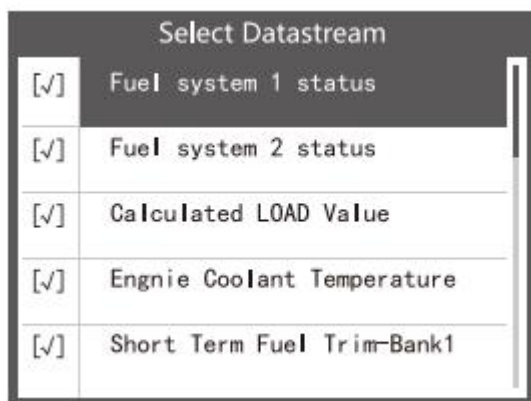 Select Datastream
[√] Fuel system 1 status
[√] Fuel system 2 status
[√] Calculated LOAD Value
[√] Engnie Coolant Temperature
[√] Short Term Fuel Trim-Bank1